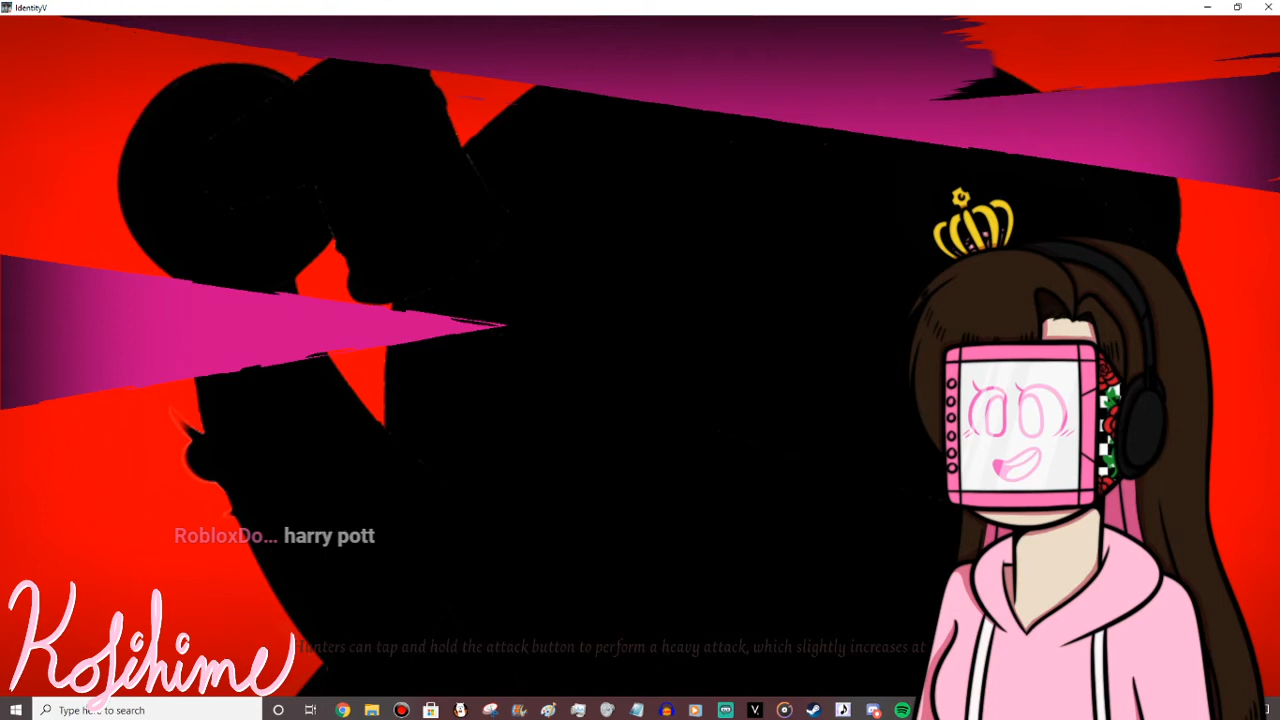 IdentityV
RobloxDo... harry pott
Hunters can tap and hold the attack button to perform a heavy attack, which slightly increases at
Kojihime
Type here to search